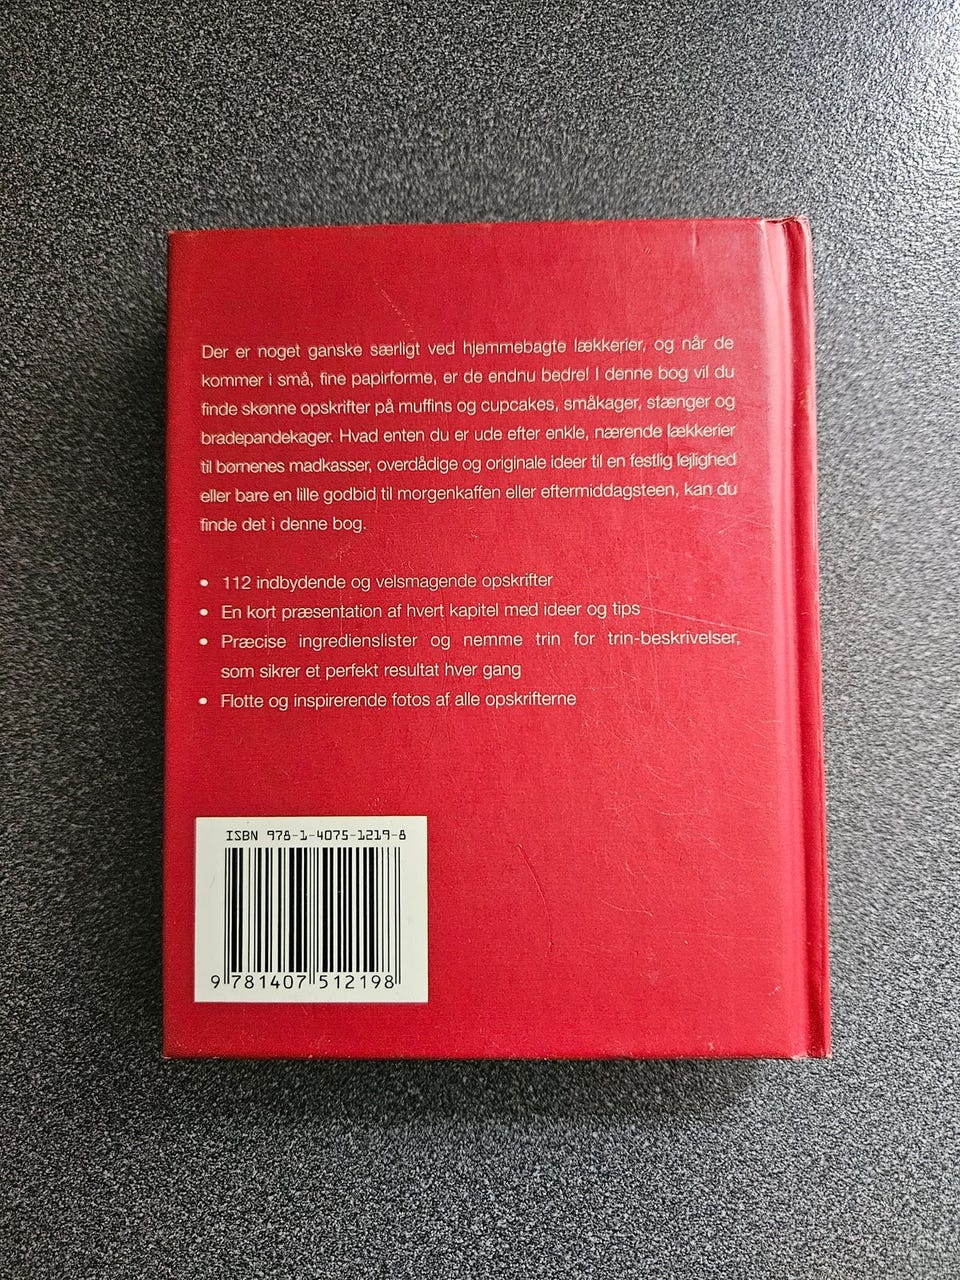 Der er noget ganske særligt ved hjemmebagte lækkerier, og når de
kommer i små, fine papirforme, er de endnu bedre! I denne bog vil du
finde skønne opskrifter på muffins og cupcakes, småkager, stænger og
bradepandekager. Hvad enten du er ude efter enkle, nærende lækkerier
til børnenes madkasser, overdådige og originale ideer til en festlig lejlighed
eller bare en lille godbid til morgenkaffen eller eftermiddagsteen, kan du
finde det i denne bog.
• 112 indbydende og velsmagende opskrifter
• En kort præsentation af hvert kapitel med ideer og tips
• Præcise ingredienslister og nemme trin for trin-beskrivelser,
som sikrer et perfekt resultat hver gang
• Flotte og inspirerende fotos af alle opskrifterne
ISBN 978-1-4075-1219-8
9 781407 512198